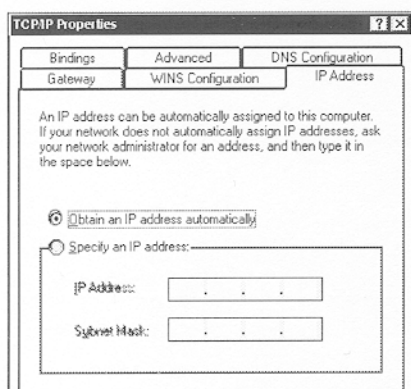 TCP/IP Properties
Bindings
Advanced
DNS Configuration
Gateway
WINS Configuration
IP Address
An IP address can be automatically assigned to this computer.
If your network does not automatically assign IP addresses, ask
your network administrator for an address, and then type it in
the space below.
Obtain an IP address automatically
Specify an IP address:
IP Address:
Subnet Mask: